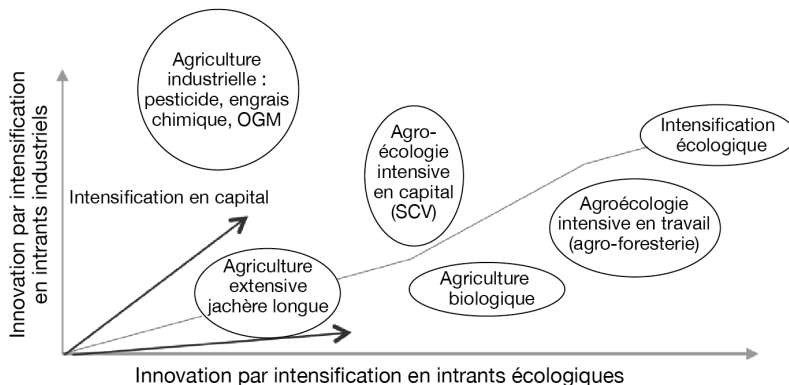 Innovation par intensification
en intrants industriels
Agriculture
industrielle :
pesticide, engrais
chimique, OGM
Intensification en capital
Agro-
écologie
intensive
en capital
(SCV)
Intensification
écologique
Agroécologie
intensive en travail
(agro-foresterie)
Agriculture
extensive
jachère longue
Agriculture
biologique
Innovation par intensification en intrants écologiques